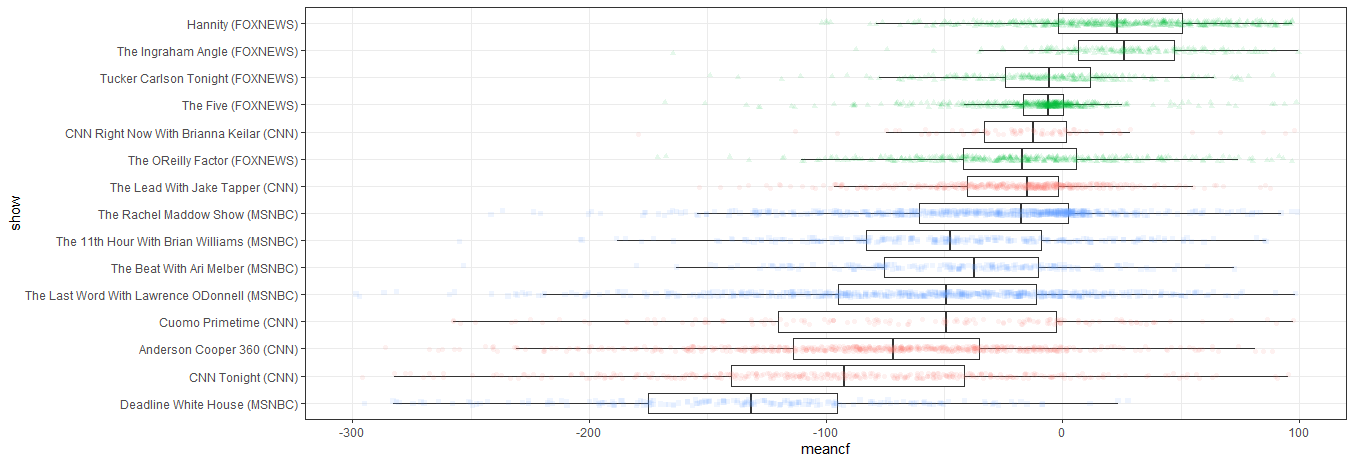 show
Hannity (FOXNEWS)
The Ingraham Angle (FOXNEWS)
Tucker Carlson Tonight (FOXNEWS)
The Five (FOXNEWS)
CNN Right Now With Brianna Keilar (CNN)
The OReilly Factor (FOXNEWS)
The Lead With Jake Tapper (CNN)
The Rachel Maddow Show (MSNBC)
The 11th Hour With Brian Williams (MSNBC)
The Beat With Ari Melber (MSNBC)
The Last Word With Lawrence ODonnell (MSNBC)
Cuomo Primetime (CNN)
Anderson Cooper 360 (CNN)
CNN Tonight (CNN)
Deadline White House (MSNBC)
-300 -200 -100 0 100
meancf